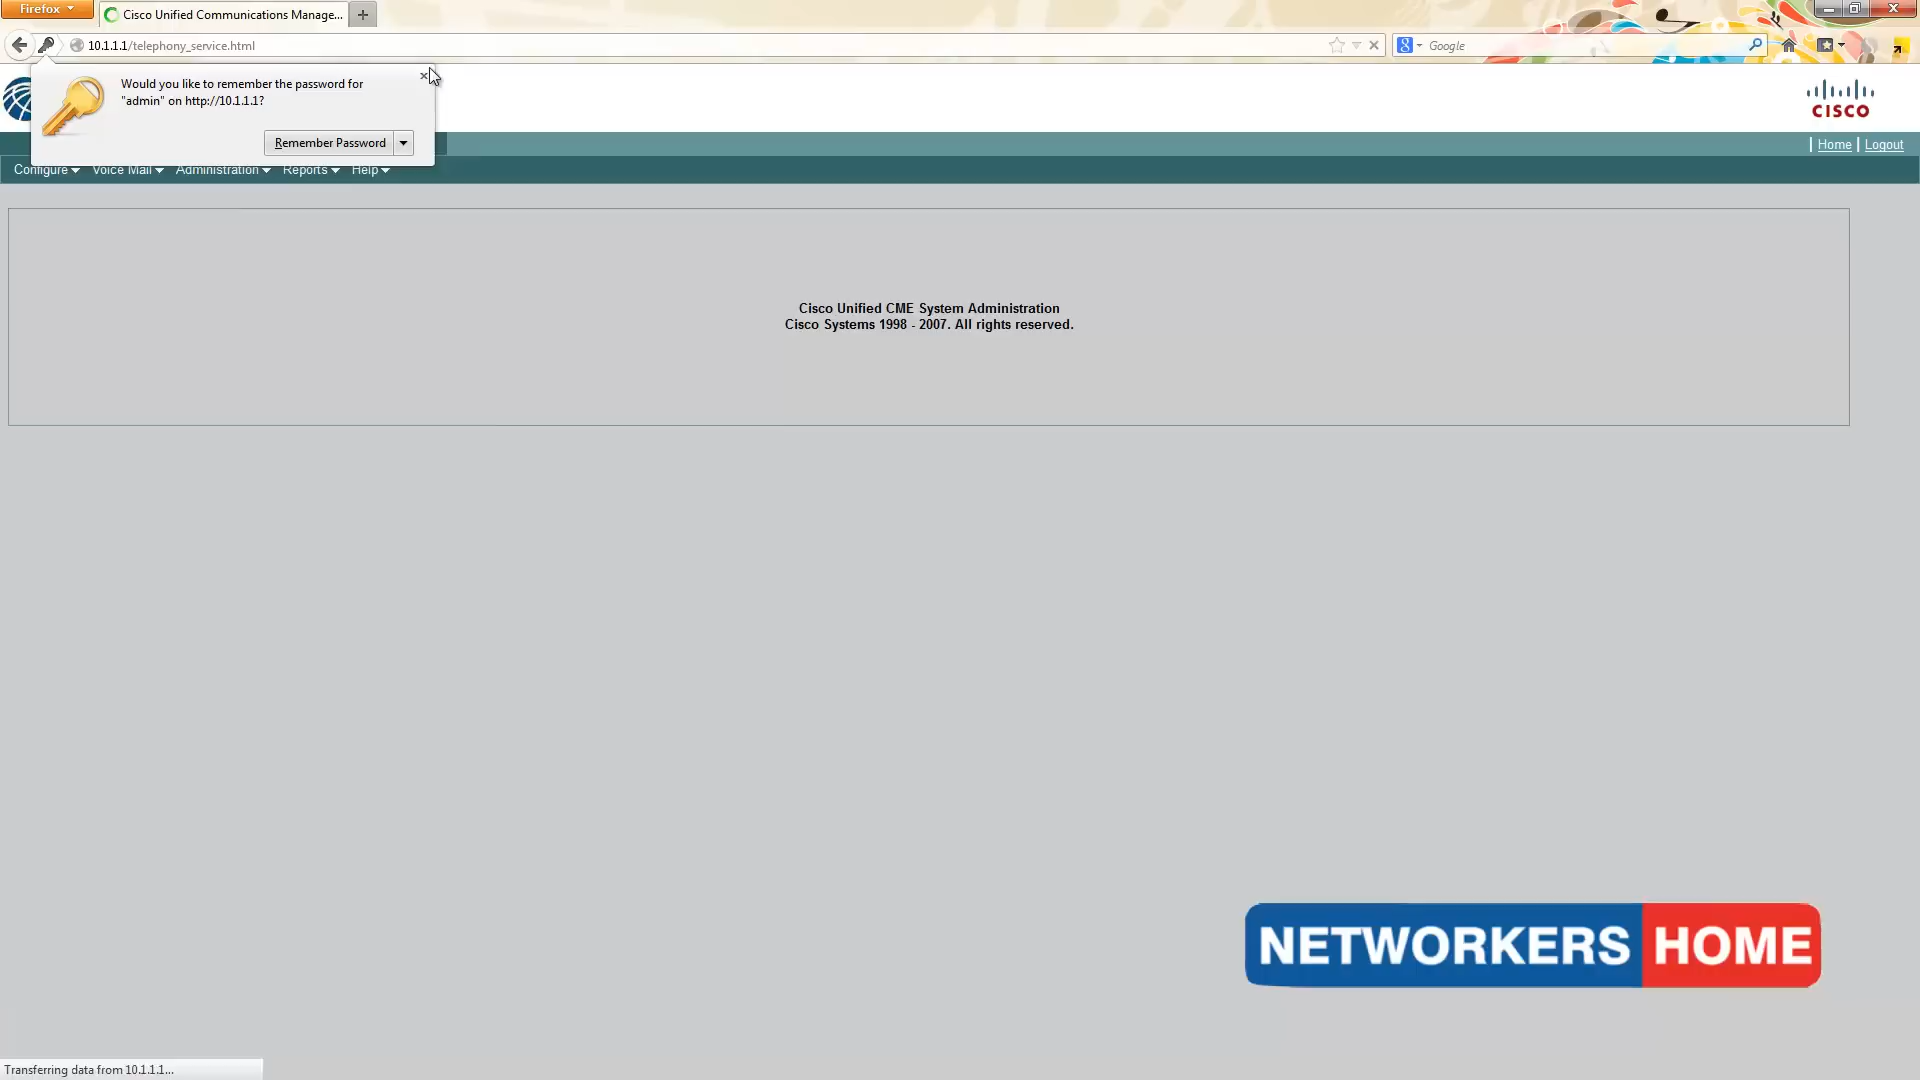 Firefox
Cisco Unified Communications Manage...
10.1.1.1/telephony_service.html
Google
Would you like to remember the password for
"admin" on http://10.1.1.1?
Remember Password
CISCO
Home
Logout
Configure
Voice Mail
Administration
Reports
Help
Cisco Unified CME System Administration
Cisco Systems 1998 - 2007. All rights reserved.
NETWORKERS HOME
Transferring data from 10.1.1.1...